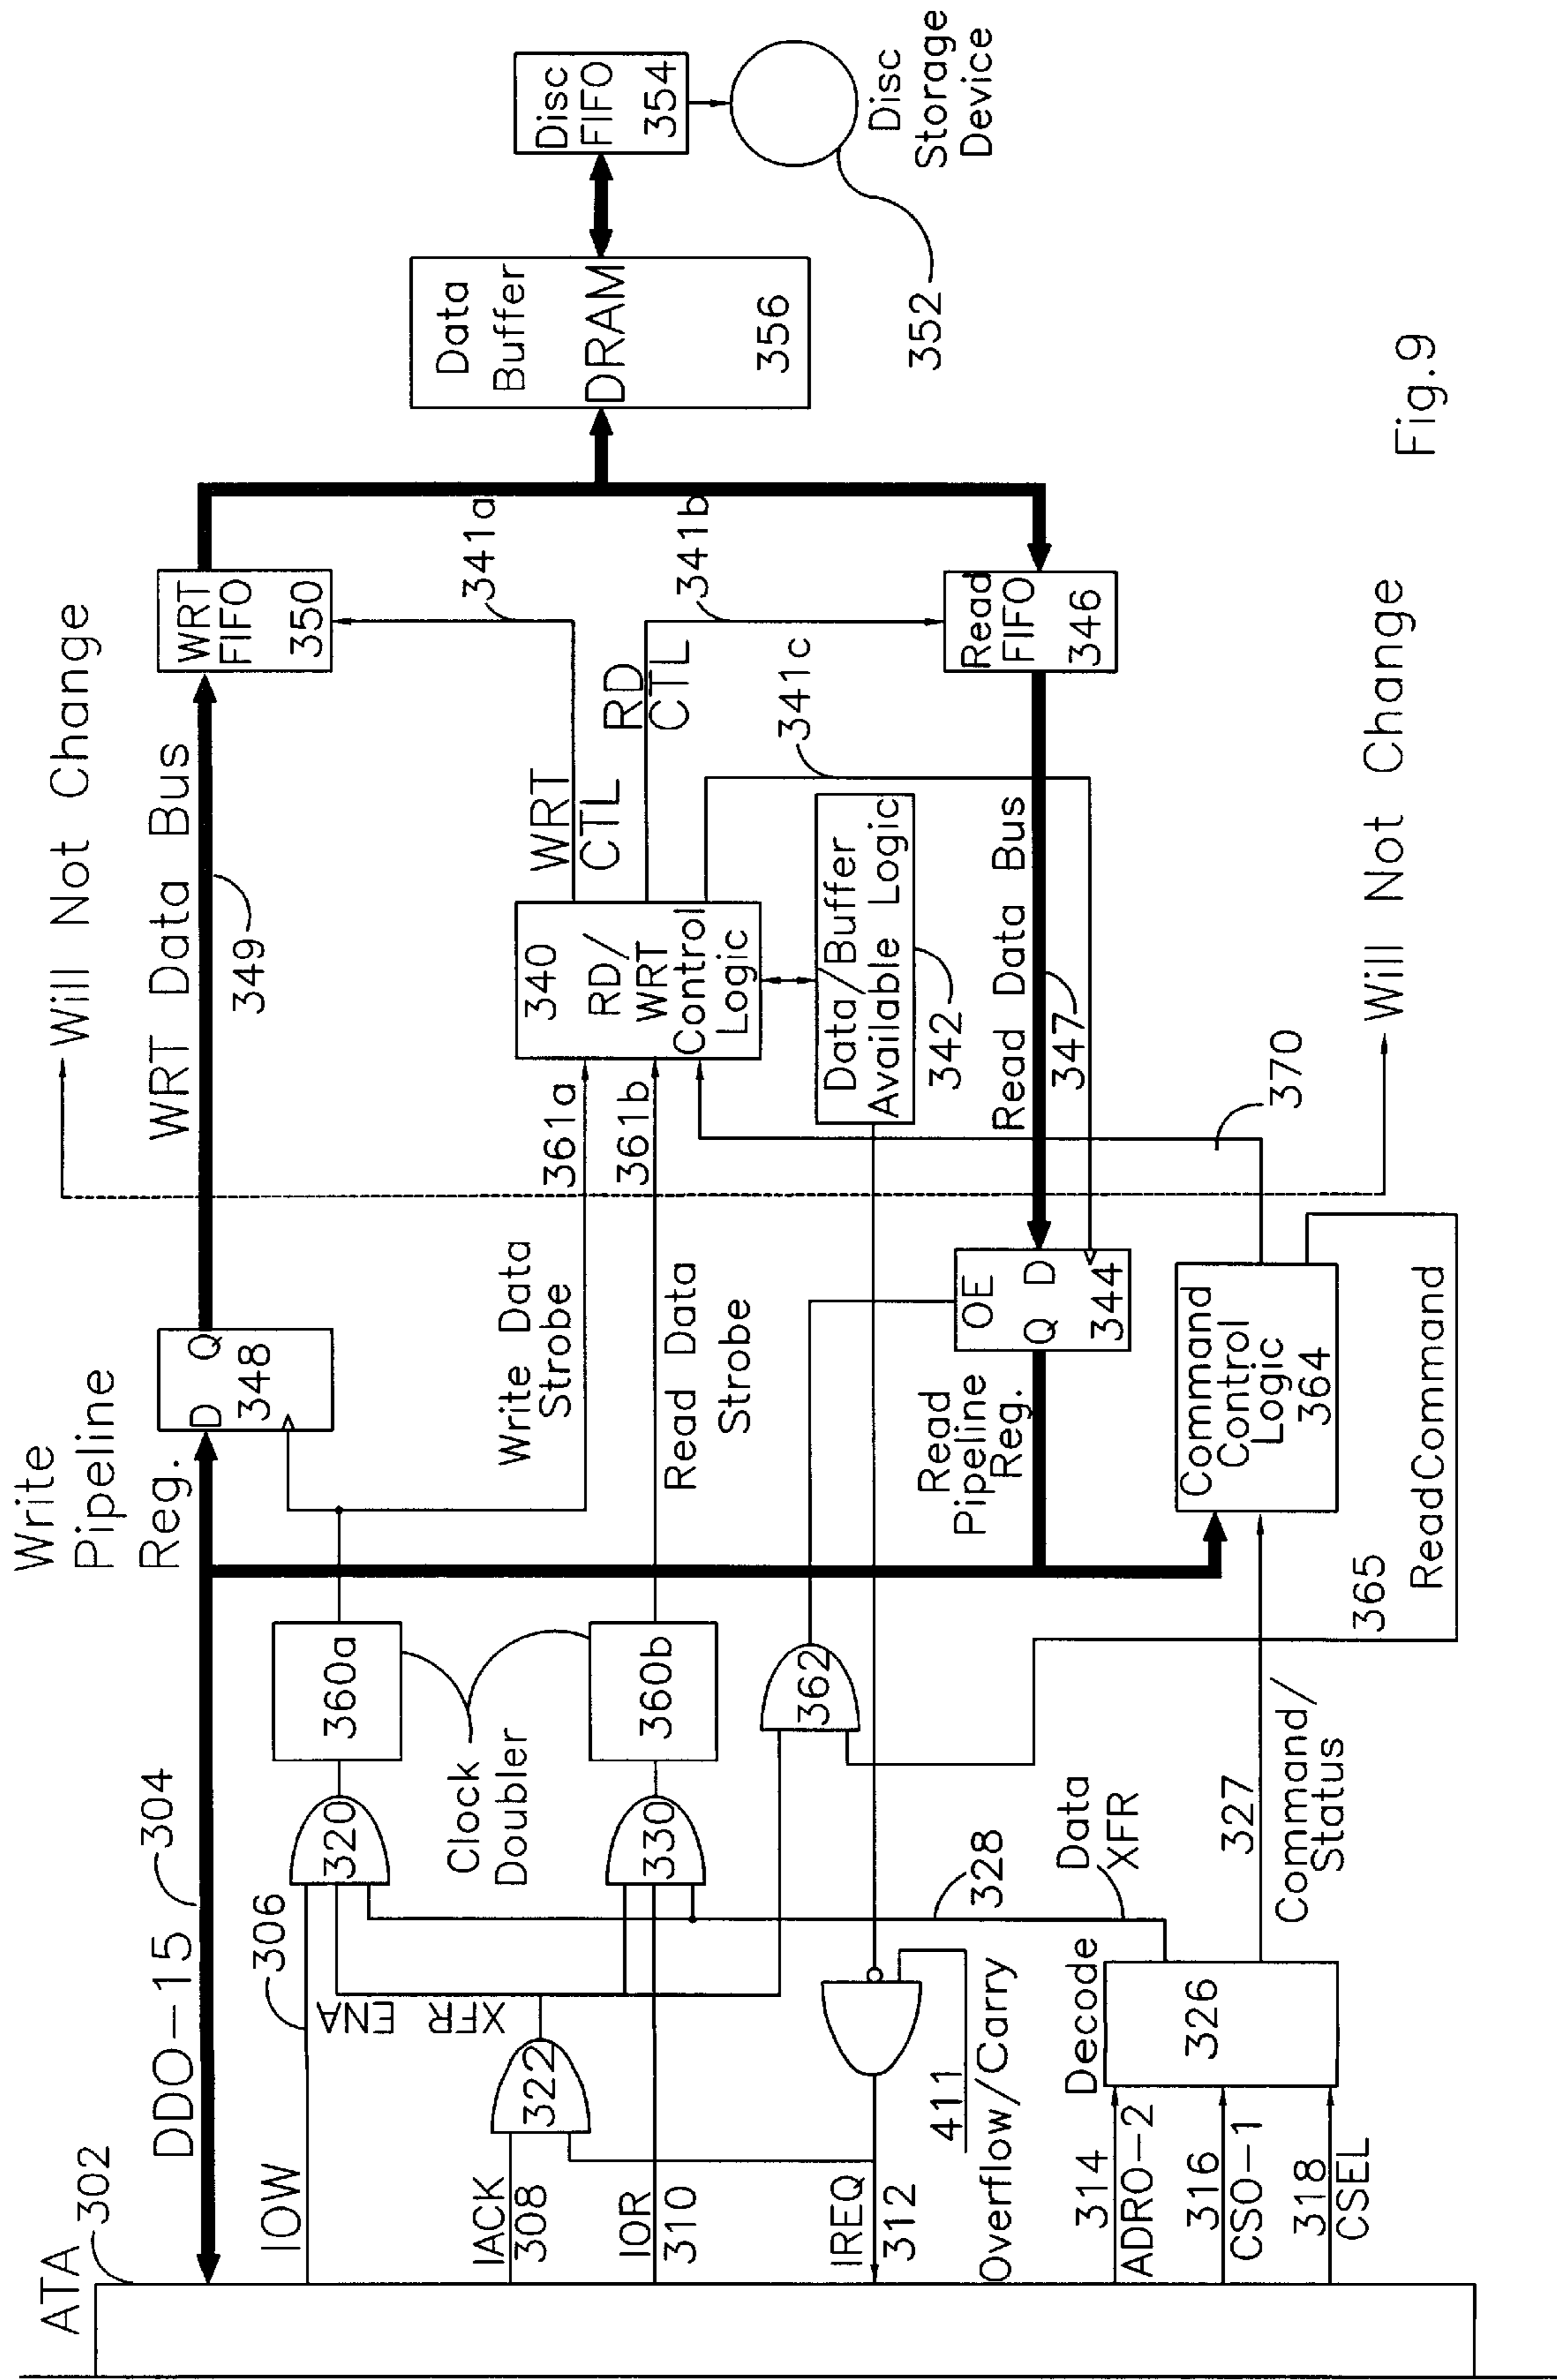 ATA
302
DDO-15
304
Write
Pipeline
Reg.
D Q
348
Will Not Change
WRT Data Bus
349
WRT
FIFO
350
IOW
306
ENA
XFR
320
360a
Clock
Doubler
IACK
308
322
IOR
310
330
360b
Write Data
Strobe
361a
Read Data
Strobe
361b
340
RD/
WRT
Control
Logic
WRT
CTL
341a
RD
CTL
341b
341c
Data
Buffer
DRAM
356
Disc
FIFO
354
Disc
Storage
Device
352
IREQ
312
411
Overflow/Carry
362
Data/Buffer
Available Logic
342
Read
Pipeline
Reg.
OE
Q D
344
Read Data Bus
347
Read
FIFO
346
314
ADRO-2
316
CSO-1
318
CSEL
Decode
326
328
Data
XFR
327
Command/
Status
Command
Control
Logic
364
365
ReadCommand
370
Will Not Change
Fig.9